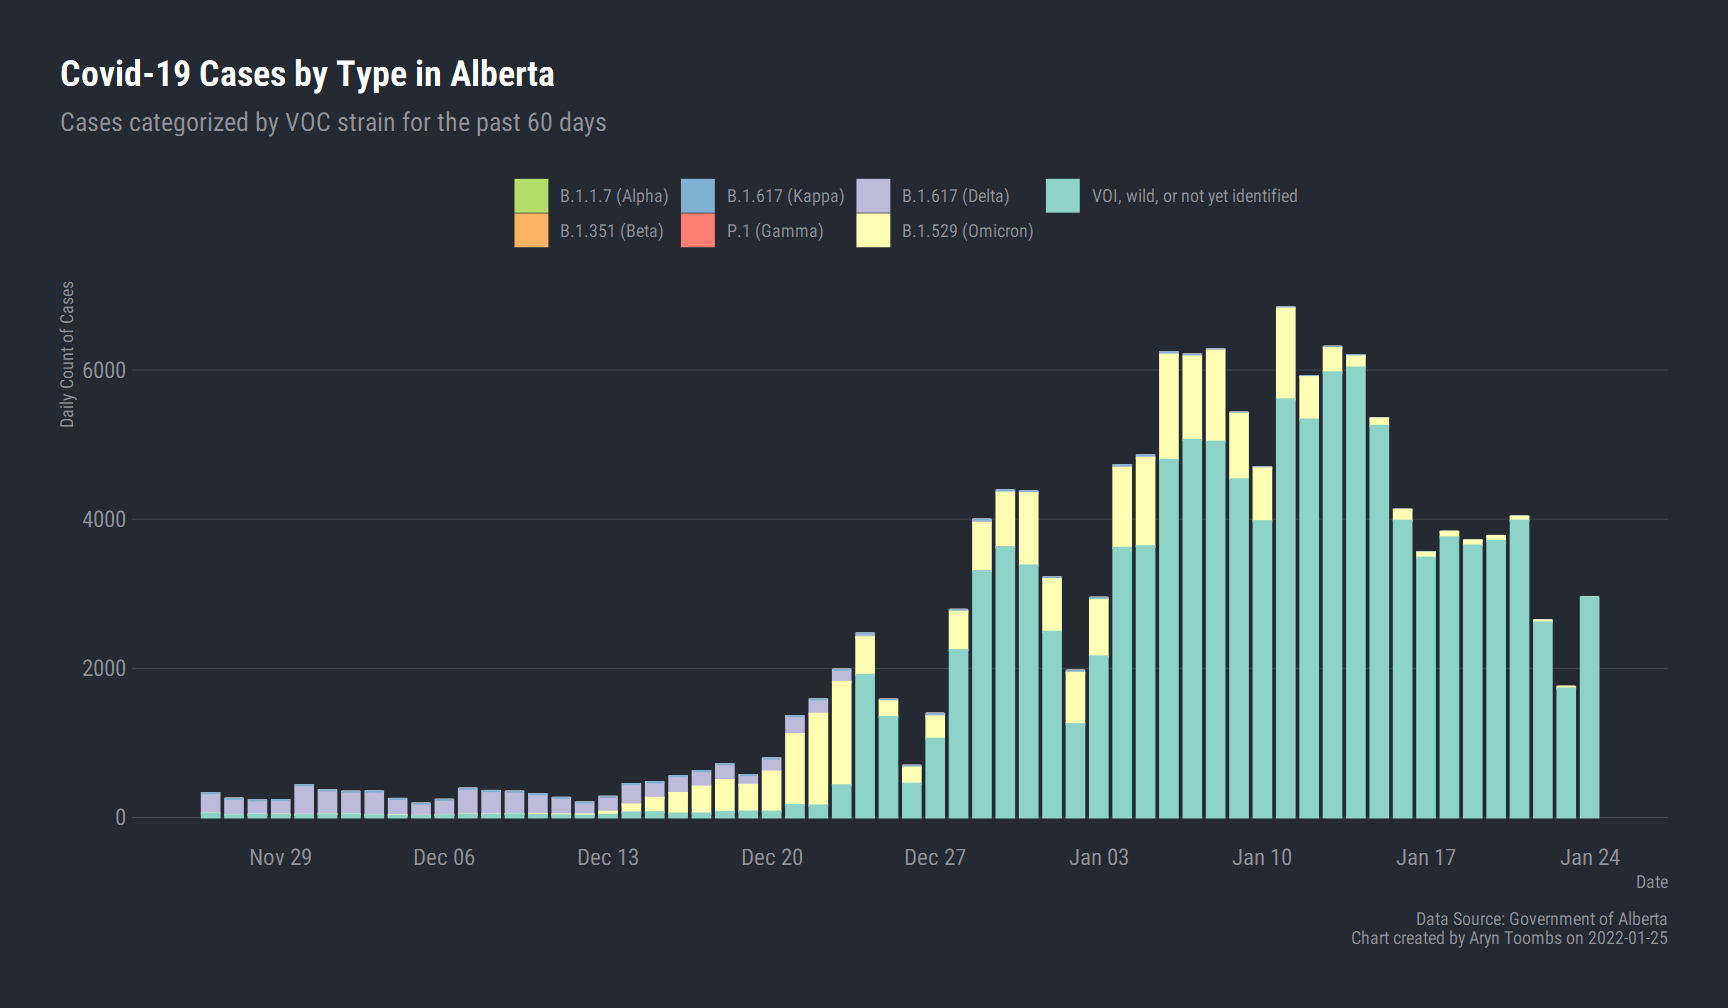 Covid-19 Cases by Type in Alberta
Cases categorized by VOC strain for the past 60 days
B.1.1.7 (Alpha) B.1.617 (Kappa) B.1.617 (Delta) VOI, wild, or not yet identified
B.1.351 (Beta) P.1 (Gamma) B.1.529 (Omicron)
Daily Count of Cases
6000
4000
2000
0
Nov 29 Dec 06 Dec 13 Dec 20 Dec 27 Jan 03 Jan 10 Jan 17 Jan 24
Date
Data Source: Government of Alberta
Chart created by Aryn Toombs on 2022-01-25